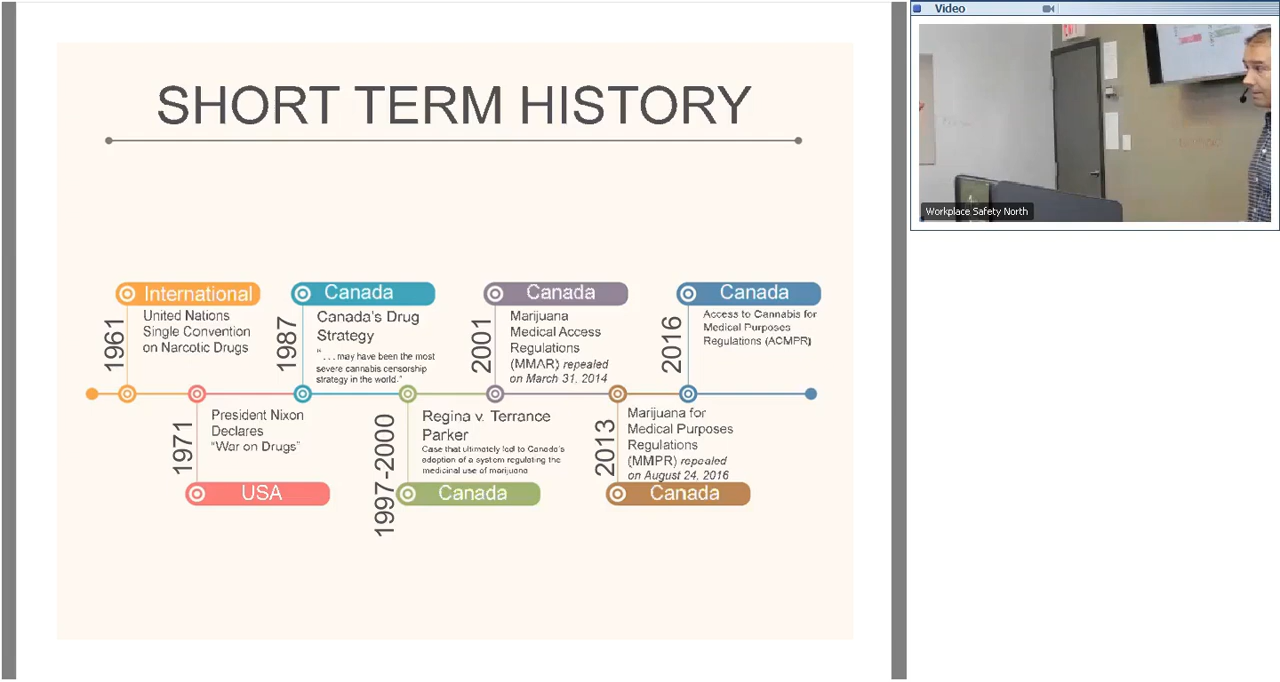 SHORT TERM HISTORY
International
1961
United Nations
Single Convention
on Narcotic Drugs
1971
President Nixon
Declares
"War on Drugs"
USA
Canada
1987
Canada's Drug
Strategy
". . . may have been the most
severe cannabis censorship
strategy in the world."
1997-2000
Regina v. Terrance
Parker
Case that ultimately led to Canada's
adoption of a system regulating the
medicinal use of marijuana
Canada
Canada
2001
Marijuana
Medical Access
Regulations
(MMAR) repealed
on March 31, 2014
2013
Marijuana for
Medical Purposes
Regulations
(MMPR) repealed
on August 24, 2016
Canada
Canada
2016
Access to Cannabis for
Medical Purposes
Regulations (ACMPR)
Video
Workplace Safety North